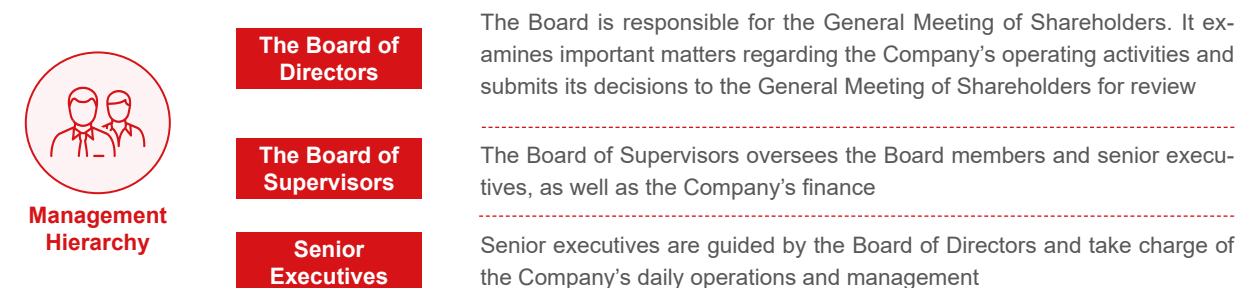 Management
Hierarchy
The Board of
Directors
The Board is responsible for the General Meeting of Shareholders. It ex-
amines important matters regarding the Company's operating activities and
submits its decisions to the General Meeting of Shareholders for review
The Board of
Supervisors
The Board of Supervisors oversees the Board members and senior execu-
tives, as well as the Company's finance
Senior
Executives
Senior executives are guided by the Board of Directors and take charge of
the Company's daily operations and management